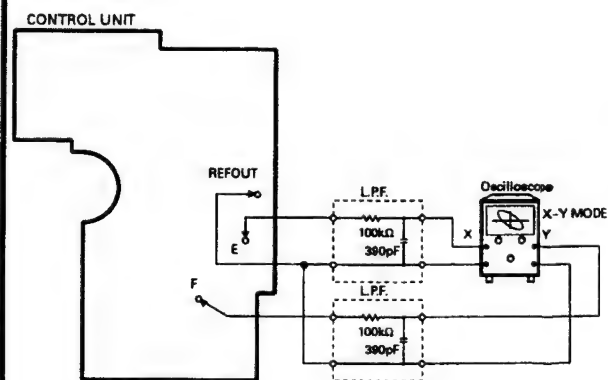 CONTROL UNIT
REFOUT
E
F
L.P.F.
100kΩ
390pF
L.P.F.
100kΩ
390pF
Oscilloscope
X-Y MODE
X
Y